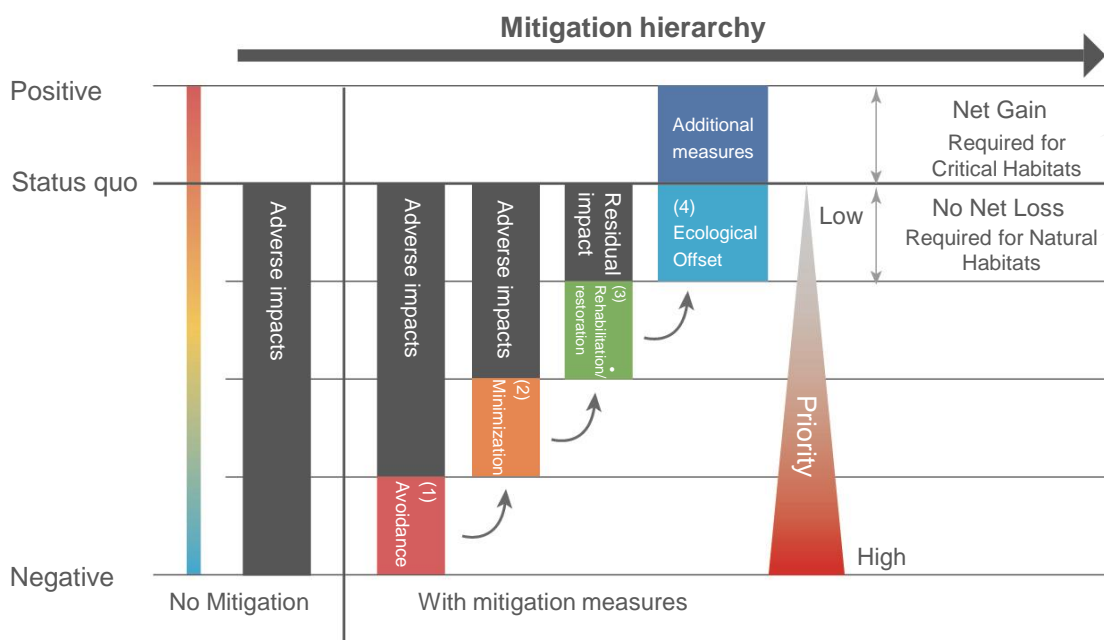 Mitigation hierarchy
Positive
Status quo
Negative
No Mitigation
With mitigation measures
Adverse impacts
Adverse impacts
(1)
Avoidance
Adverse impacts
(2)
Minimization
Residual
impact
(3)
Rehabilitation/
restoration
Additional
measures
(4)
Ecological
Offset
Low
Priority
High
Net Gain
Required for
Critical Habitats
No Net Loss
Required for Natural
Habitats